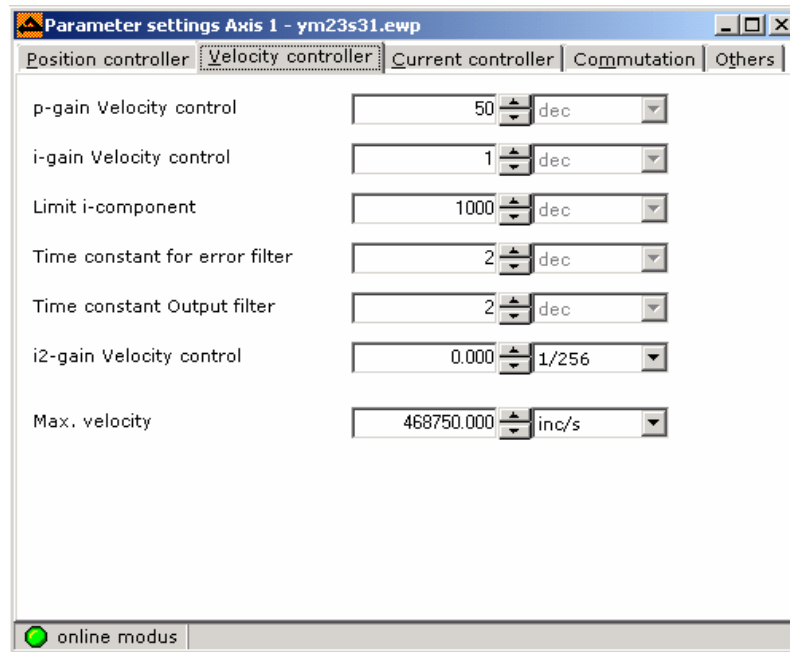 Parameter settings Axis 1 - ym23s31.ewp
Position controller Velocity controller Current controller Commutation Others
p-gain Velocity control 50 dec
i-gain Velocity control 1 dec
Limit i-component 1000 dec
Time constant for error filter 2 dec
Time constant Output filter 2 dec
i2-gain Velocity control 0.000 1/256
Max. velocity 468750.000 inc/s
online modus